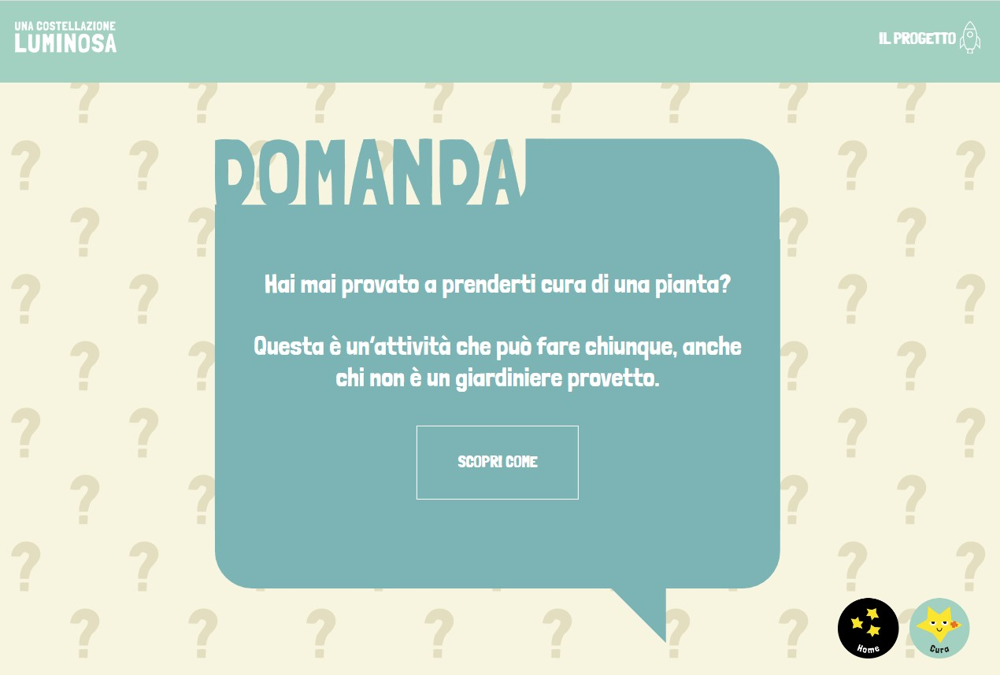 UNA COSTELLAZIONE
LUMINOSA
IL PROGETTO
DOMANDA
Hai mai provato a prenderti cura di una pianta?
Questa è un'attività che può fare chiunque, anche
chi non è un giardiniere provetto.
SCOPRI COME
Home
Cura